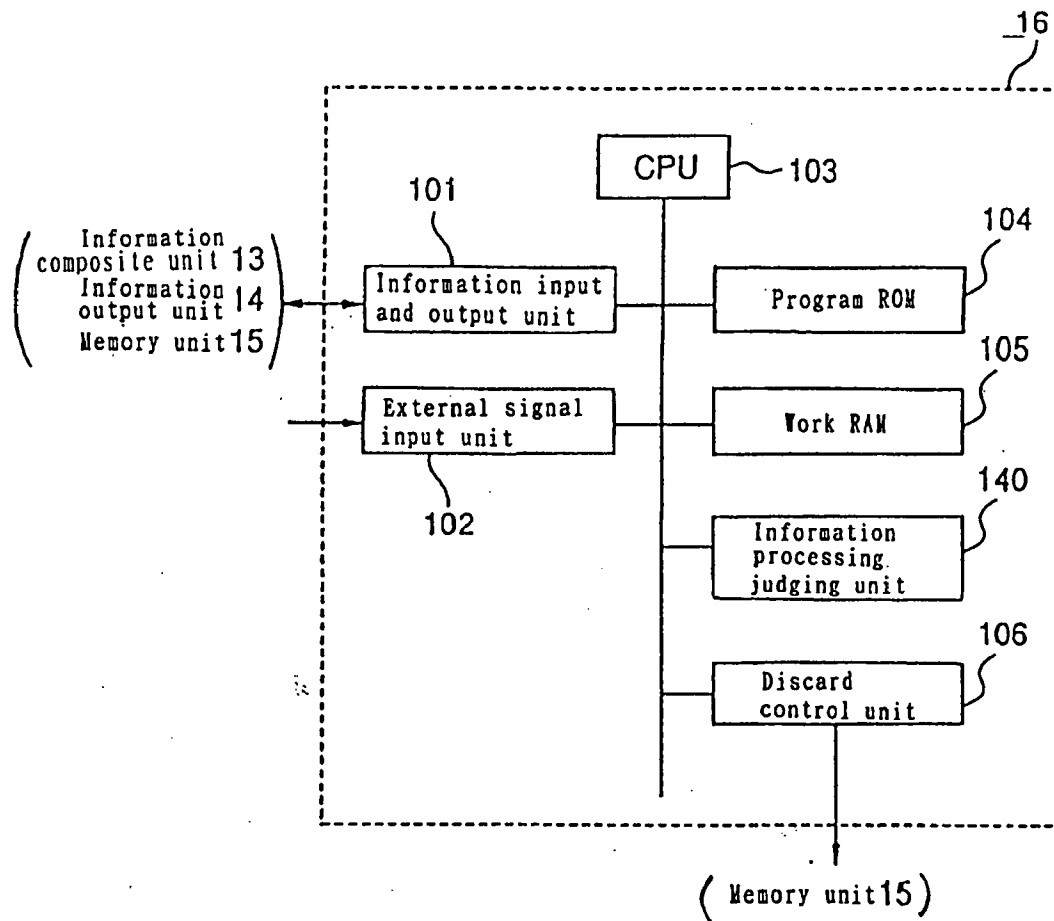 16
CPU
103
101
104
Information
composite unit 13
Information
output unit 14
Memory unit 15
Information input
and output unit
Program ROM
105
External signal
input unit
Work RAM
102
140
Information
processing
judging unit
106
Discard
control unit
( Memory unit 15 )